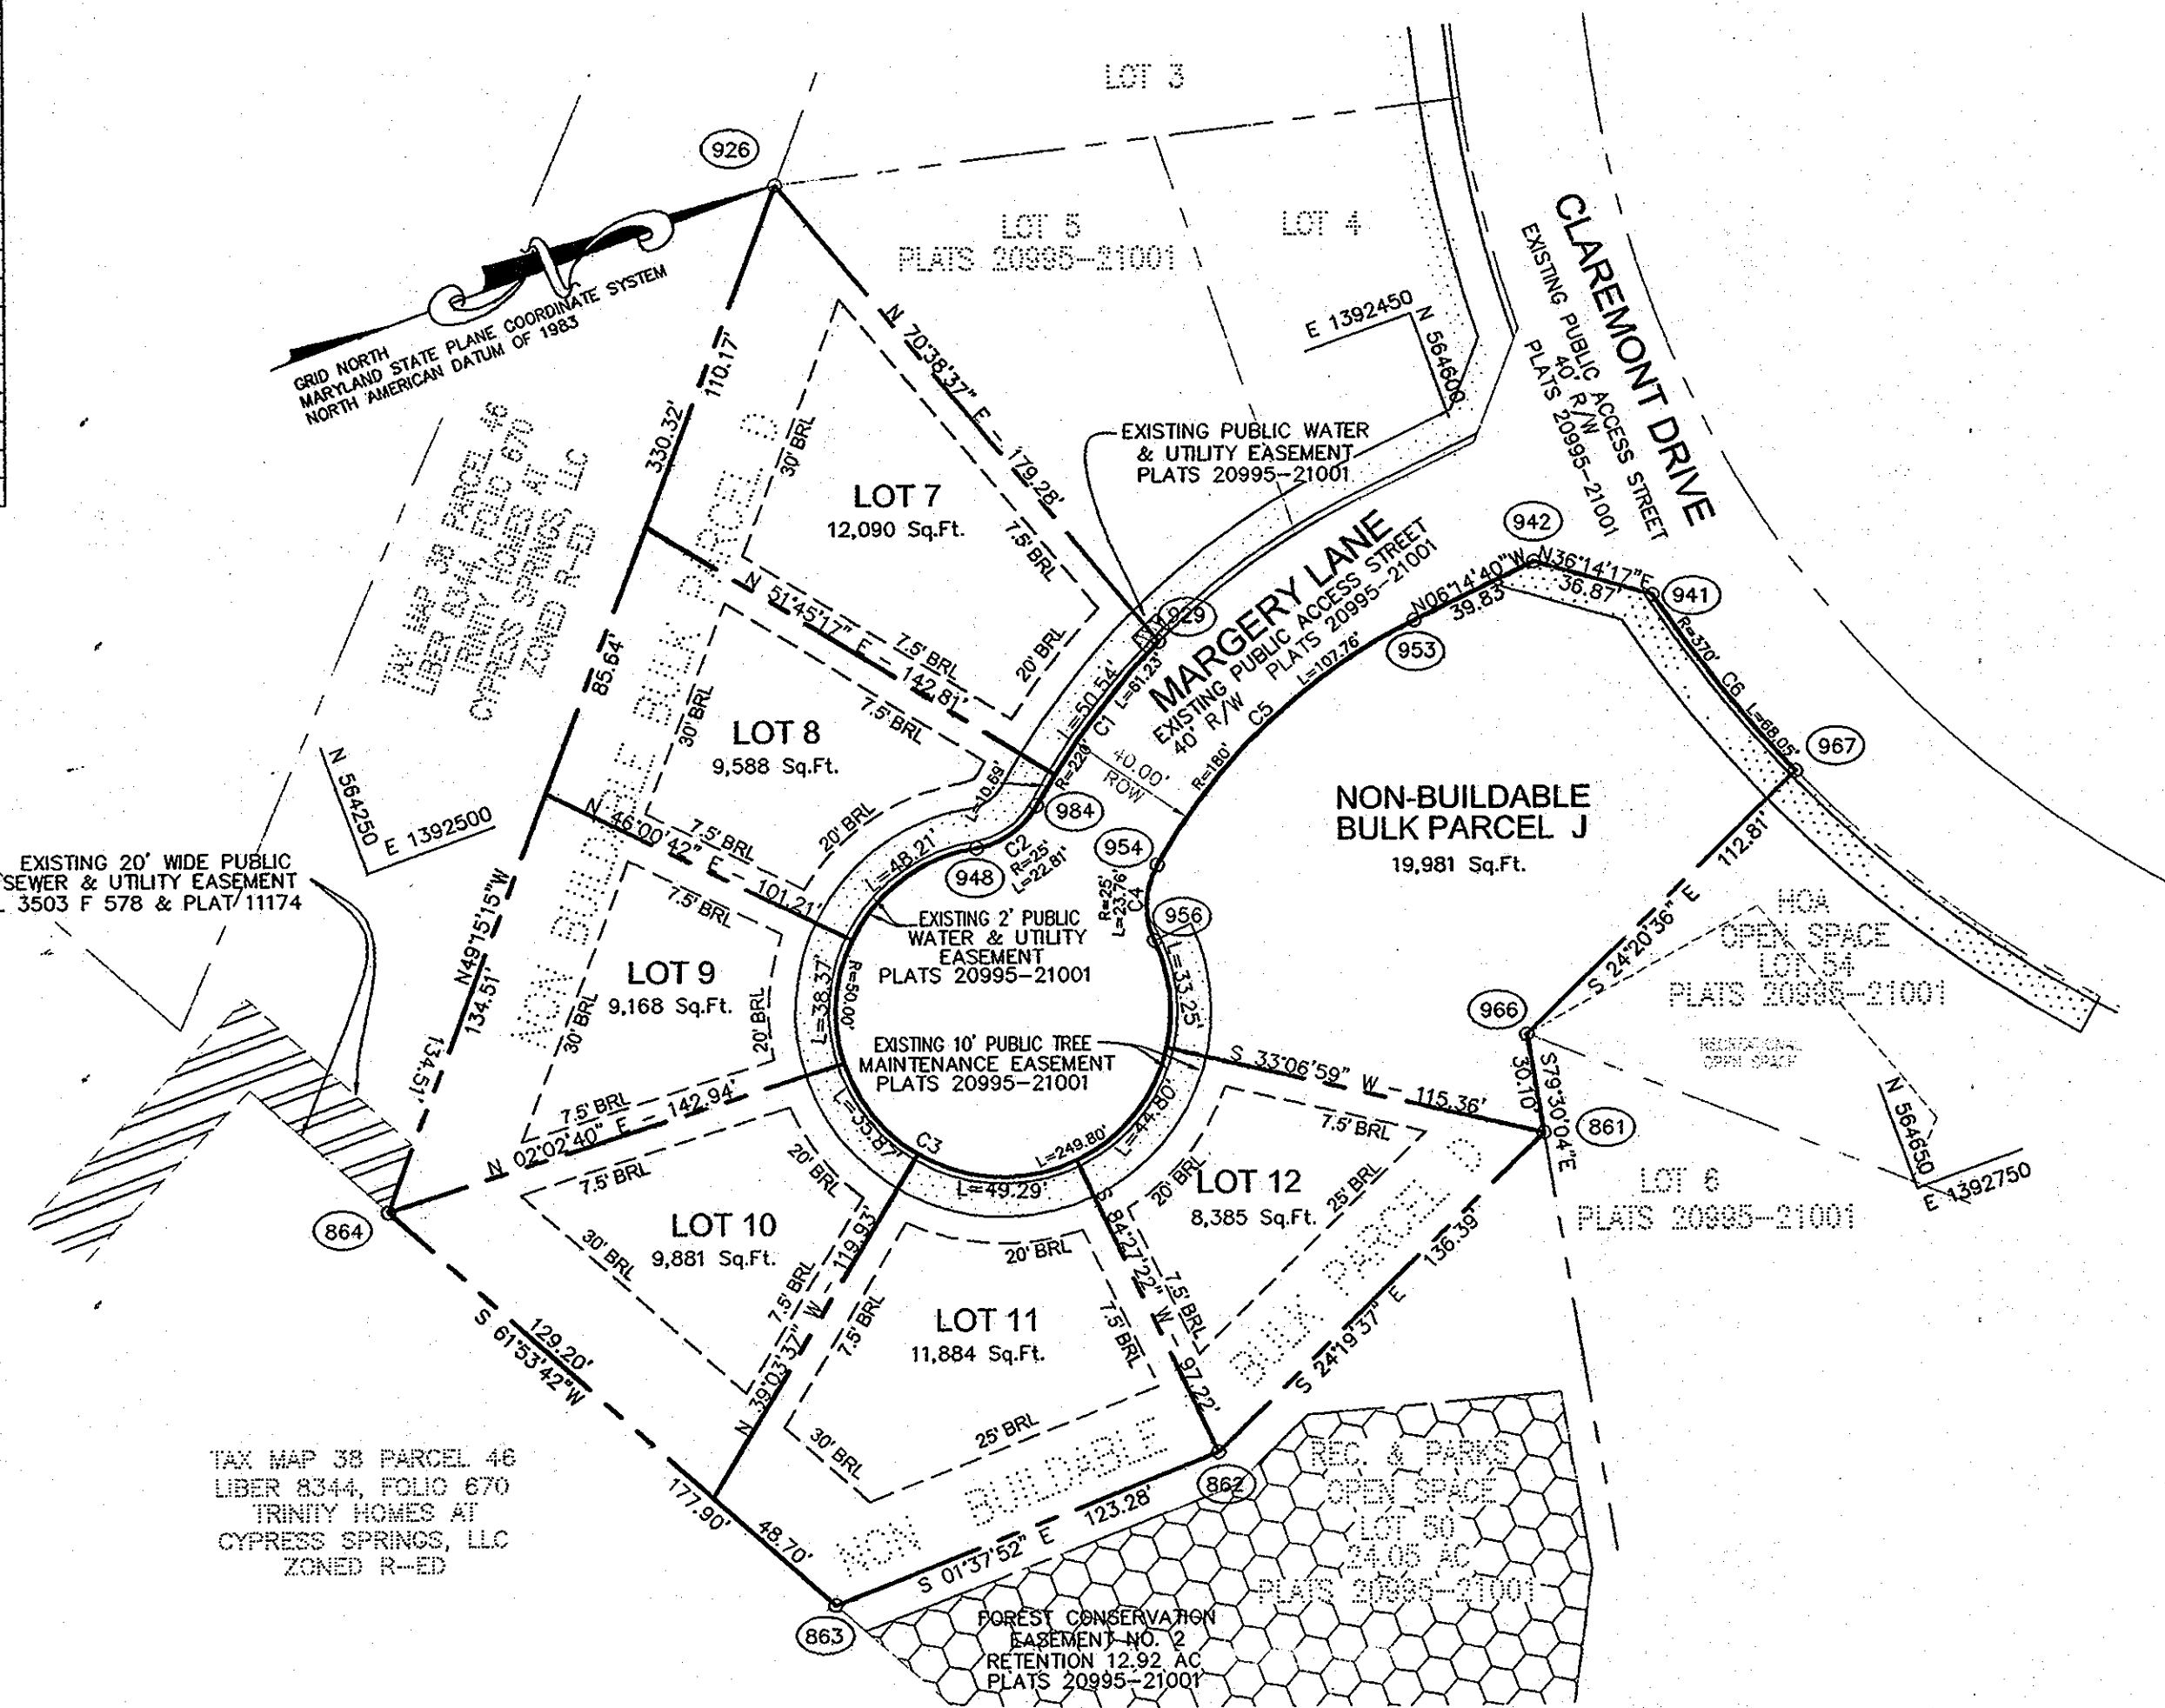 LOT 3
926
LOT 5
PLATS 20995-21001
LOT 4
CLAREMONT DRIVE
EXISTING PUBLIC ACCESS STREET
40' R/W
PLATS 20995-21001
GRID NORTH
MARYLAND STATE PLANE COORDINATE SYSTEM
NORTH AMERICAN DATUM OF 1983
E 1392450
N 564600
N 70°38'37" E - 179.28'
330.32'
110.17'
30' BRL
NON BUILDABLE BULK PARCEL D
TAX MAP 38 PARCEL 46
LIBER 8344, FOLIO 670
TRINITY HOMES AT
CYPRESS SPRINGS, LLC
ZONED R-ED
LOT 7
12,090 Sq.Ft.
7.5' BRL
EXISTING PUBLIC WATER
& UTILITY EASEMENT
PLATS 20995-21001
MARGERY LANE
EXISTING PUBLIC ACCESS STREET
40' R/W PLATS 20995-21001
942
N36°14'17"E
36.87'
941
N06°14'40"W
39.83'
953
929
L=61.23'
L=50.54'
C1
R=220'
L=107.76'
C5
R=180'
R=370'
C6
L=68.05'
967
N 51°45'17" E - 142.81'
7.5' BRL
7.5' BRL
20' BRL
85.64'
30' BRL
LOT 8
9,588 Sq.Ft.
40.00'
ROW
NON-BUILDABLE
BULK PARCEL J
19,981 Sq.Ft.
L=10.69'
984
C2
R=25'
L=22.81'
948
954
R=25'
L=23.76'
C4
956
112.81'
S 24°20'36" E
N 564250
E 1392500
20' BRL
L=48.21'
N 46°00'42" E - 101.21'
7.5' BRL
7.5' BRL
EXISTING 20' WIDE PUBLIC
SEWER & UTILITY EASEMENT
L 3503 F 578 & PLAT 11174
HOA
OPEN SPACE
LOT 54
PLATS 20995-21001
RECREATIONAL
OPEN SPACE
EXISTING 2' PUBLIC
WATER & UTILITY
EASEMENT
PLATS 20995-21001
N49°15'15"W
134.51'
134.51'
LOT 9
9,168 Sq.Ft.
30' BRL
20' BRL
L=38.37'
R=50.00'
L=33.25'
966
EXISTING 10' PUBLIC TREE
MAINTENANCE EASEMENT
PLATS 20995-21001
S 33°06'59" W - 115.36'
S79°30'04"E
30.10'
861
N 564650
E 1392750
7.5' BRL
N 02°02'40" E - 142.94'
7.5' BRL
L=35.87'
C3
L=249.80'
L=44.80'
L=49.29'
7.5' BRL
LOT 6
PLATS 20995-21001
864
20' BRL
LOT 10
9,881 Sq.Ft.
30' BRL
7.5' BRL
N 39°03'37" W - 119.93'
7.5' BRL
20' BRL
LOT 11
11,884 Sq.Ft.
7.5' BRL
S 84°27'22" W - 97.22'
7.5' BRL
20' BRL
LOT 12
8,385 Sq.Ft.
25' BRL
136.39'
S 24°19'37" E
NON BUILDABLE BULK PARCEL D
129.20'
S 61°53'42"W
30' BRL
25' BRL
862
177.90'
48.70'
S 01°37'52" E 123.28'
863
TAX MAP 38 PARCEL 46
LIBER 8344, FOLIO 670
TRINITY HOMES AT
CYPRESS SPRINGS, LLC
ZONED R-ED
REC. & PARKS
OPEN SPACE
LOT 50
24.05 AC
PLATS 20995-21001
FOREST CONSERVATION
EASEMENT NO. 2
RETENTION 12.92 AC
PLATS 20995-21001